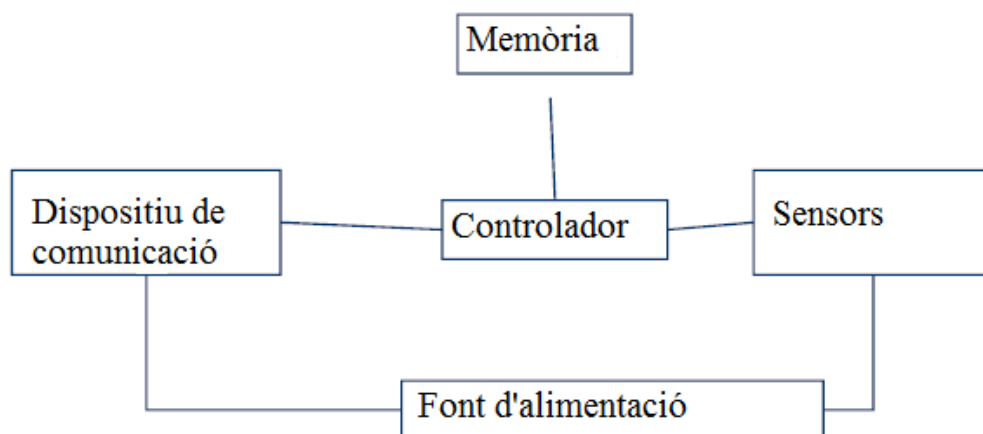 Memòria
Dispositiu de
comunicació
Controlador
Sensors
Font d'alimentació